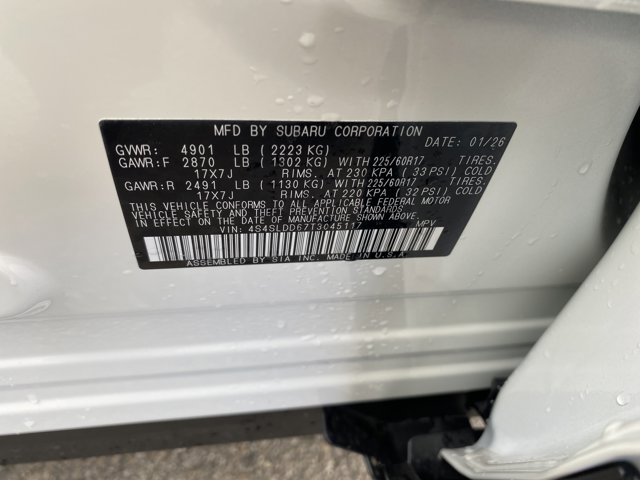 MFD BY SUBARU CORPORATION
DATE: 01/26
GVWR: 4901 LB (2223 KG)
GAWR:F 2870 LB (1302 KG) WITH 225/60R17 TIRES.
17X7J RIMS. AT 230 KPA (33 PSI) COLD
GAWR:R 2491 LB (1130 KG) WITH 225/60R17 TIRES.
17X7J RIMS. AT 220 KPA (32 PSI) COLD
THIS VEHICLE CONFORMS TO ALL APPLICABLE FEDERAL MOTOR
VEHICLE SAFETY AND THEFT PREVENTION STANDARDS
IN EFFECT ON THE DATE OF MANUFACTURE SHOWN ABOVE.
VIN: 4S4SLDD67T3045117 MPV
ASSEMBLED BY SIA INC. MADE IN U.S.A.